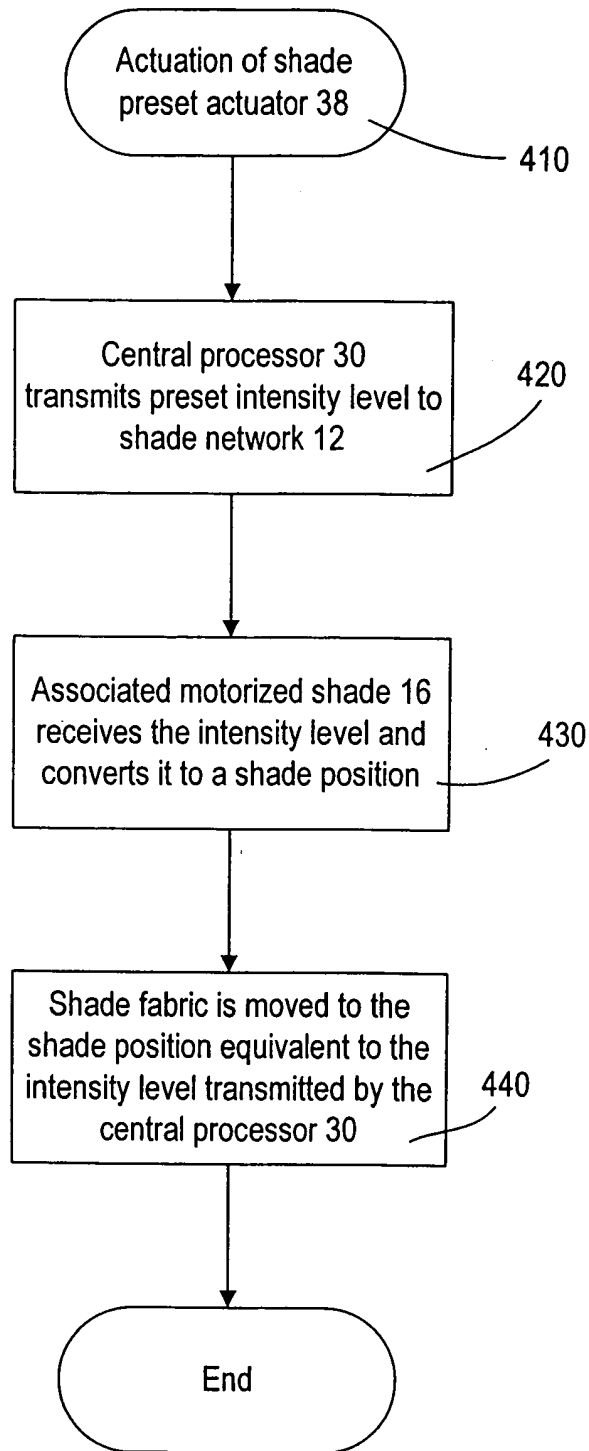 Actuation of shade
preset actuator 38
410
Central processor 30
transmits preset intensity level to
shade network 12
420
Associated motorized shade 16
receives the intensity level and
converts it to a shade position
430
Shade fabric is moved to the
shade position equivalent to the
intensity level transmitted by the
central processor 30
440
End